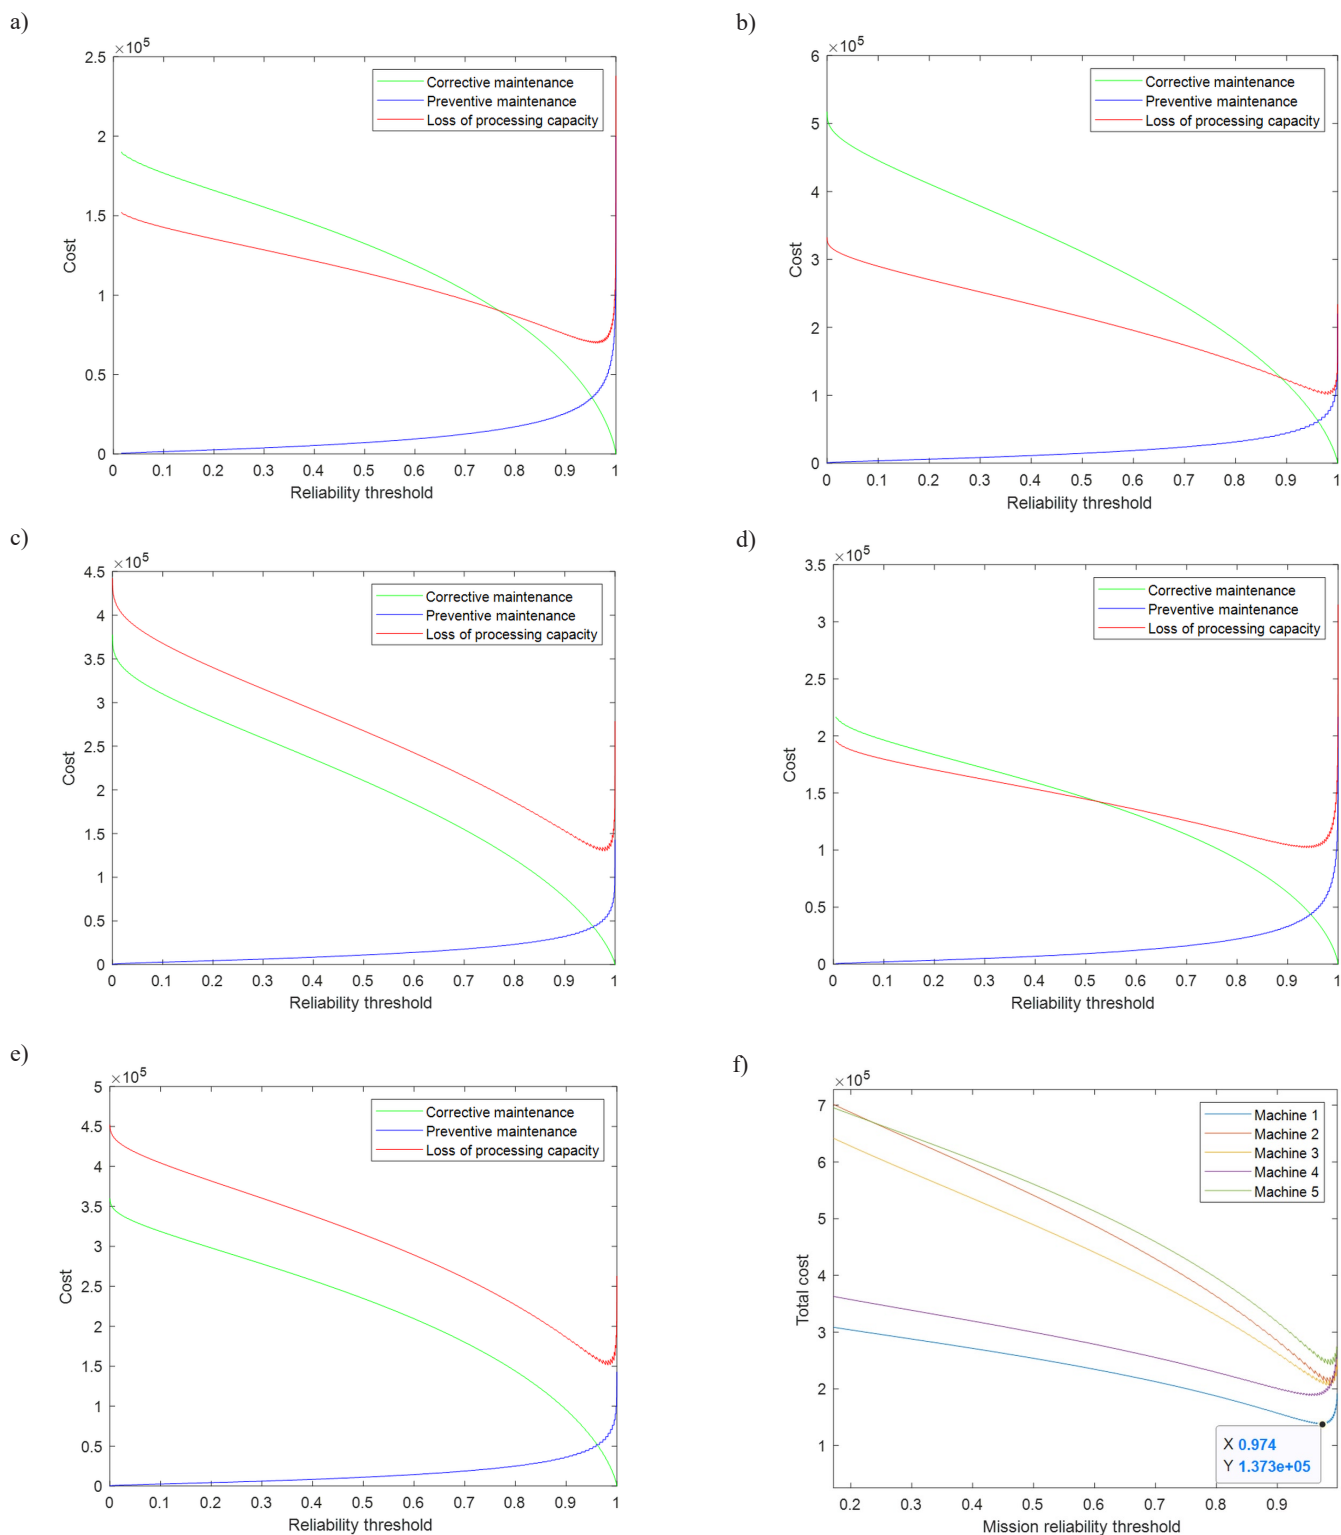 a)
×10⁵
2.5
2
1.5
1
0.5
0
Cost
Corrective maintenance
Preventive maintenance
Loss of processing capacity
0 0.1 0.2 0.3 0.4 0.5 0.6 0.7 0.8 0.9 1
Reliability threshold
b)
×10⁵
6
5
4
3
2
1
0
Cost
Corrective maintenance
Preventive maintenance
Loss of processing capacity
0 0.1 0.2 0.3 0.4 0.5 0.6 0.7 0.8 0.9 1
Reliability threshold
c)
×10⁵
4.5
4
3.5
3
2.5
2
1.5
1
0.5
0
Cost
Corrective maintenance
Preventive maintenance
Loss of processing capacity
0 0.1 0.2 0.3 0.4 0.5 0.6 0.7 0.8 0.9 1
Reliability threshold
d)
×10⁵
3.5
3
2.5
2
1.5
1
0.5
0
Cost
Corrective maintenance
Preventive maintenance
Loss of processing capacity
0 0.1 0.2 0.3 0.4 0.5 0.6 0.7 0.8 0.9 1
Reliability threshold
e)
×10⁵
5
4.5
4
3.5
3
2.5
2
1.5
1
0.5
0
Cost
Corrective maintenance
Preventive maintenance
Loss of processing capacity
0 0.1 0.2 0.3 0.4 0.5 0.6 0.7 0.8 0.9 1
Reliability threshold
f)
×10⁵
7
6
5
4
3
2
1
Total cost
Machine 1
Machine 2
Machine 3
Machine 4
Machine 5
X 0.974
Y 1.373e+05
0.2 0.3 0.4 0.5 0.6 0.7 0.8 0.9
Mission reliability threshold